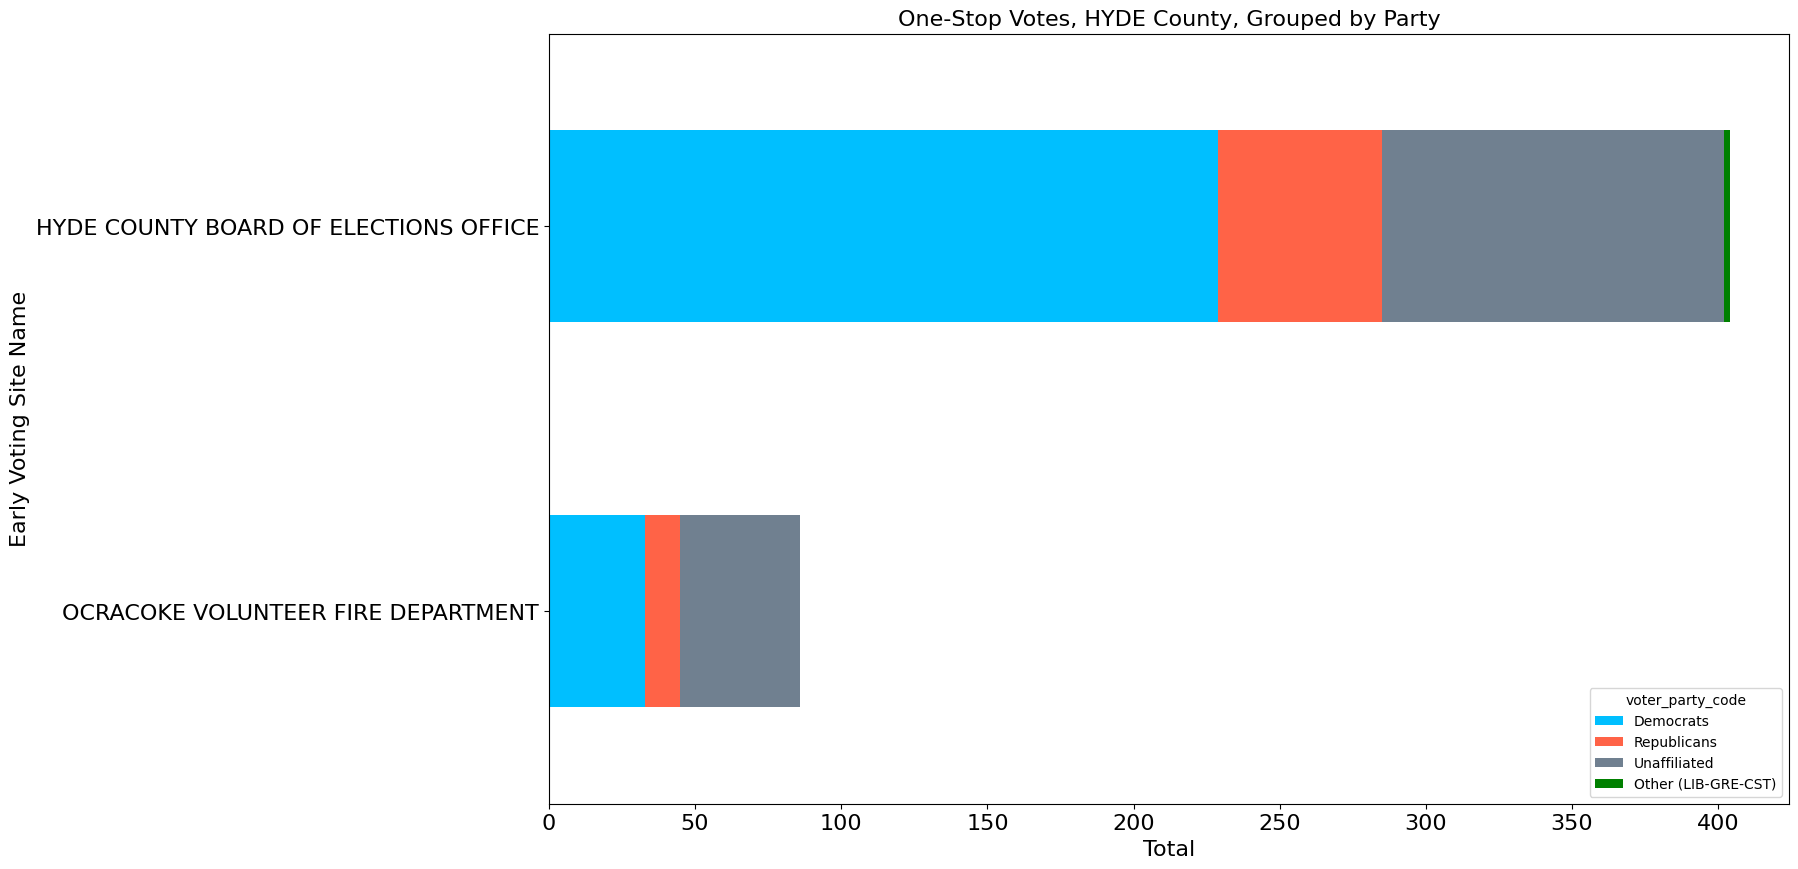 One-Stop Votes, HYDE County, Grouped by Party
Early Voting Site Name
HYDE COUNTY BOARD OF ELECTIONS OFFICE
OCRACOKE VOLUNTEER FIRE DEPARTMENT
voter_party_code
Democrats
Republicans
Unaffiliated
Other (LIB-GRE-CST)
0 50 100 150 200 250 300 350 400
Total